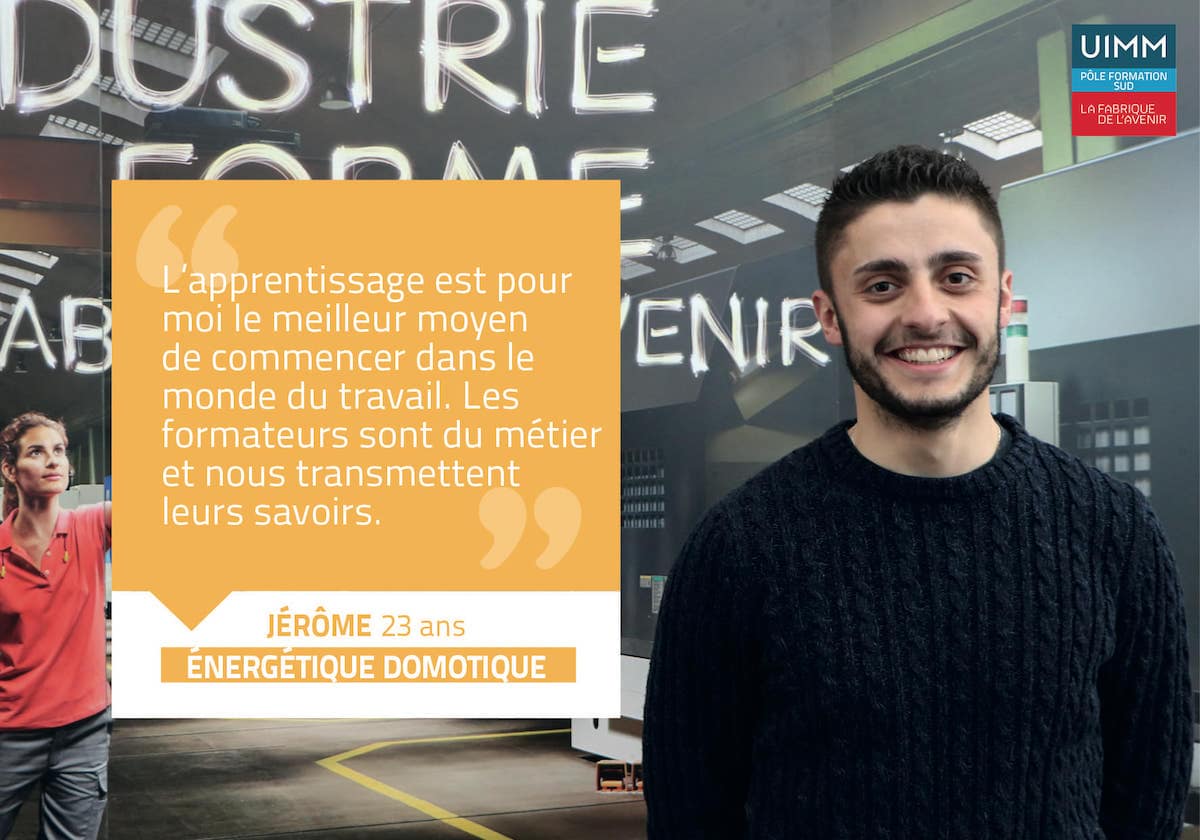 DUSTRIE
FORME
AB
VENIR
UIMM
PÔLE FORMATION
SUD
LA FABRIQUE
DE L'AVENIR
“
L'apprentissage est pour
moi le meilleur moyen
de commencer dans le
monde du travail. Les
formateurs sont du métier
et nous transmettent
leurs savoirs.
”
JÉRÔME 23 ans
ÉNERGÉTIQUE DOMOTIQUE